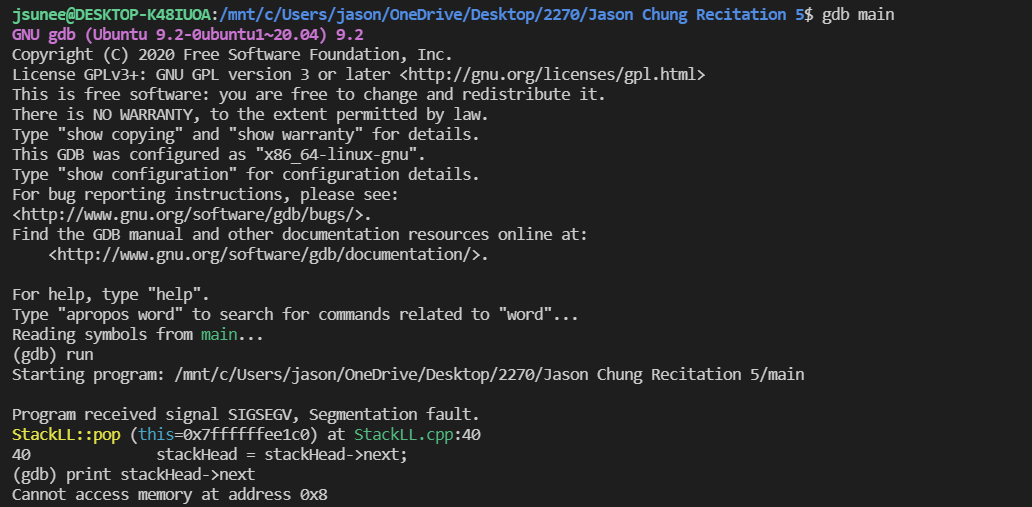 jsunee@DESKTOP-K48IUOA:/mnt/c/Users/jason/OneDrive/Desktop/2270/Jason Chung Recitation 5$ gdb main
GNU gdb (Ubuntu 9.2-0ubuntu1~20.04) 9.2
Copyright (C) 2020 Free Software Foundation, Inc.
License GPLv3+: GNU GPL version 3 or later <http://gnu.org/licenses/gpl.html>
This is free software: you are free to change and redistribute it.
There is NO WARRANTY, to the extent permitted by law.
Type "show copying" and "show warranty" for details.
This GDB was configured as "x86_64-linux-gnu".
Type "show configuration" for configuration details.
For bug reporting instructions, please see:
<http://www.gnu.org/software/gdb/bugs/>.
Find the GDB manual and other documentation resources online at:
    <http://www.gnu.org/software/gdb/documentation/>.

For help, type "help".
Type "apropos word" to search for commands related to "word"...
Reading symbols from main...
(gdb) run
Starting program: /mnt/c/Users/jason/OneDrive/Desktop/2270/Jason Chung Recitation 5/main

Program received signal SIGSEGV, Segmentation fault.
StackLL::pop (this=0x7ffffffee1c0) at StackLL.cpp:40
40              stackHead = stackHead->next;
(gdb) print stackHead->next
Cannot access memory at address 0x8